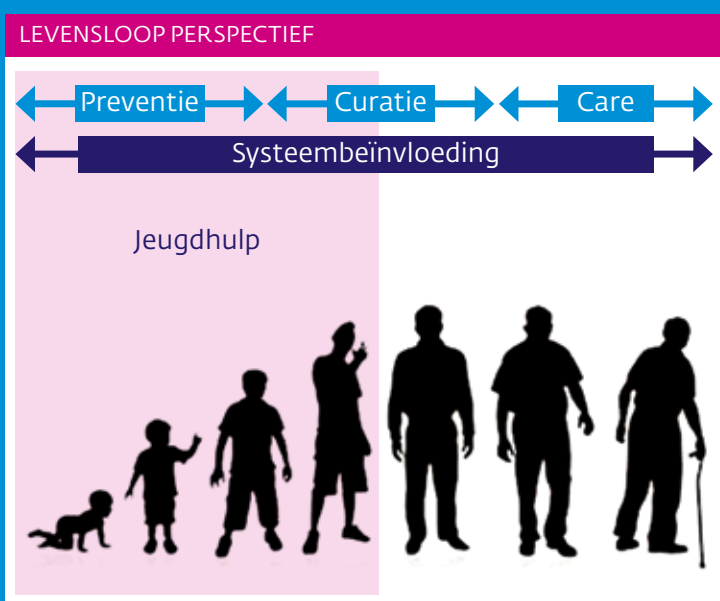 LEVENSLOOP PERSPECTIEF
Preventie Curatie Care
Systeembeïnvloeding
Jeugdhulp